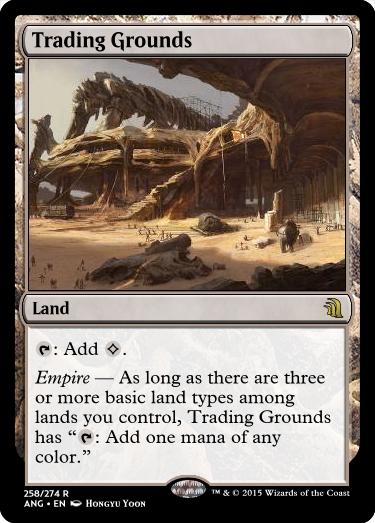 Trading Grounds
Land
: Add .
Empire — As long as there are three
or more basic land types among
lands you control, Trading Grounds
has “: Add one mana of any
color.”
258/274 R
ANG • EN Hongyu Yoon
™ & © 2015 Wizards of the Coast